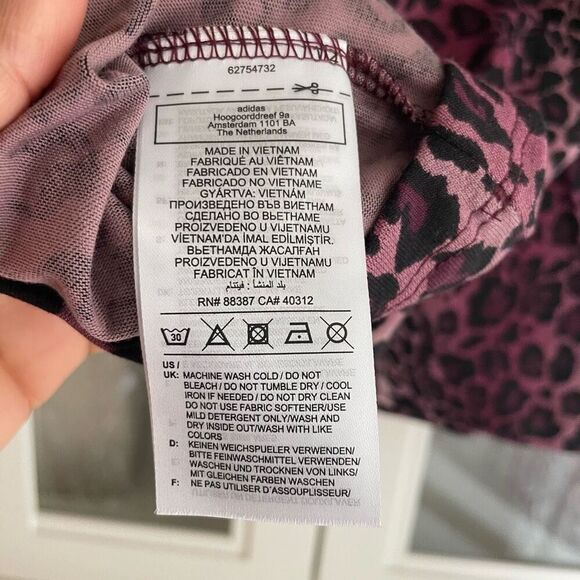 62754732
adidas
Hoogoorddreef 9a
Amsterdam 1101 BA
The Netherlands
MADE IN VIETNAM
FABRIQUÉ AU VIÊTNAM
FABRICADO EN VIETNAM
FABRICADO NO VIETNAME
GYÁRTVA: VIETNAM
ПРОИЗВЕДЕНО ВЪВ ВИЕТНАМ
СДЕЛАНО ВО ВЬЕТНАМЕ
PROIZVEDENO U VIJETNAMU
VİETNAM'DA İMAL EDİLMİŞTİR.
ВЬЕТНАМДА ЖАСАЛҒАН
PROIZVEDENO U VIJETNAMU
FABRICAT ÎN VIETNAM
بلد المنشأ : فيتنام
RN# 88387 CA# 40312
30
US /
UK: MACHINE WASH COLD / DO NOT
BLEACH / DO NOT TUMBLE DRY / COOL
IRON IF NEEDED / DO NOT DRY CLEAN
DO NOT USE FABRIC SOFTENER/USE
MILD DETERGENT ONLY/WASH AND
DRY INSIDE OUT/WASH WITH LIKE
COLORS
D: KEINEN WEICHSPUELER VERWENDEN/
BITTE FEINWASCHMITTEL VERWENDEN/
WASCHEN UND TROCKNEN VON LINKS/
MIT GLEICHEN FARBEN WASCHEN
F: NE PAS UTILISER D´ASSOUPLISSEUR/